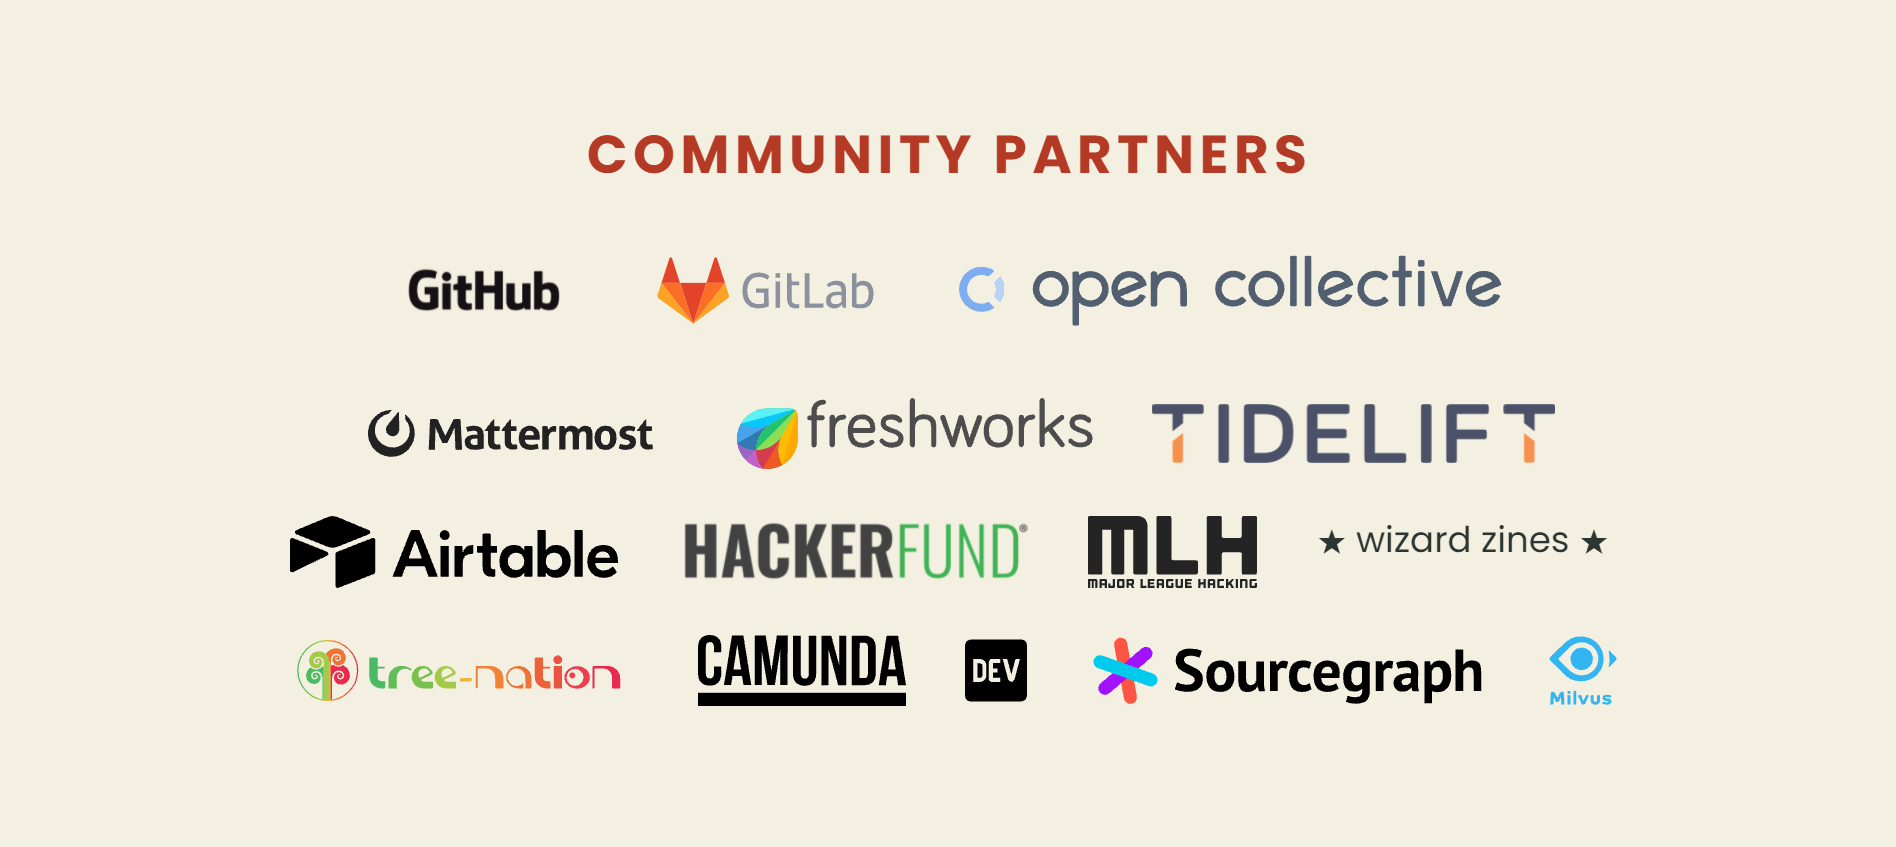 COMMUNITY PARTNERS
GitHub GitLab open collective
Mattermost freshworks TIDELIFT
Airtable HACKERFUND® MLH MAJOR LEAGUE HACKING ★ wizard zines ★
tree-nation CAMUNDA DEV Sourcegraph Milvus